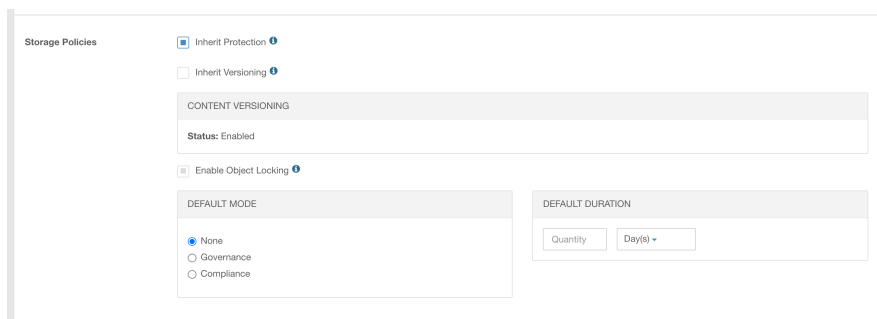 Storage Policies
Inherit Protection
Inherit Versioning
CONTENT VERSIONING
Status: Enabled
Enable Object Locking
DEFAULT MODE
None
Governance
Compliance
DEFAULT DURATION
Quantity
Day(s)